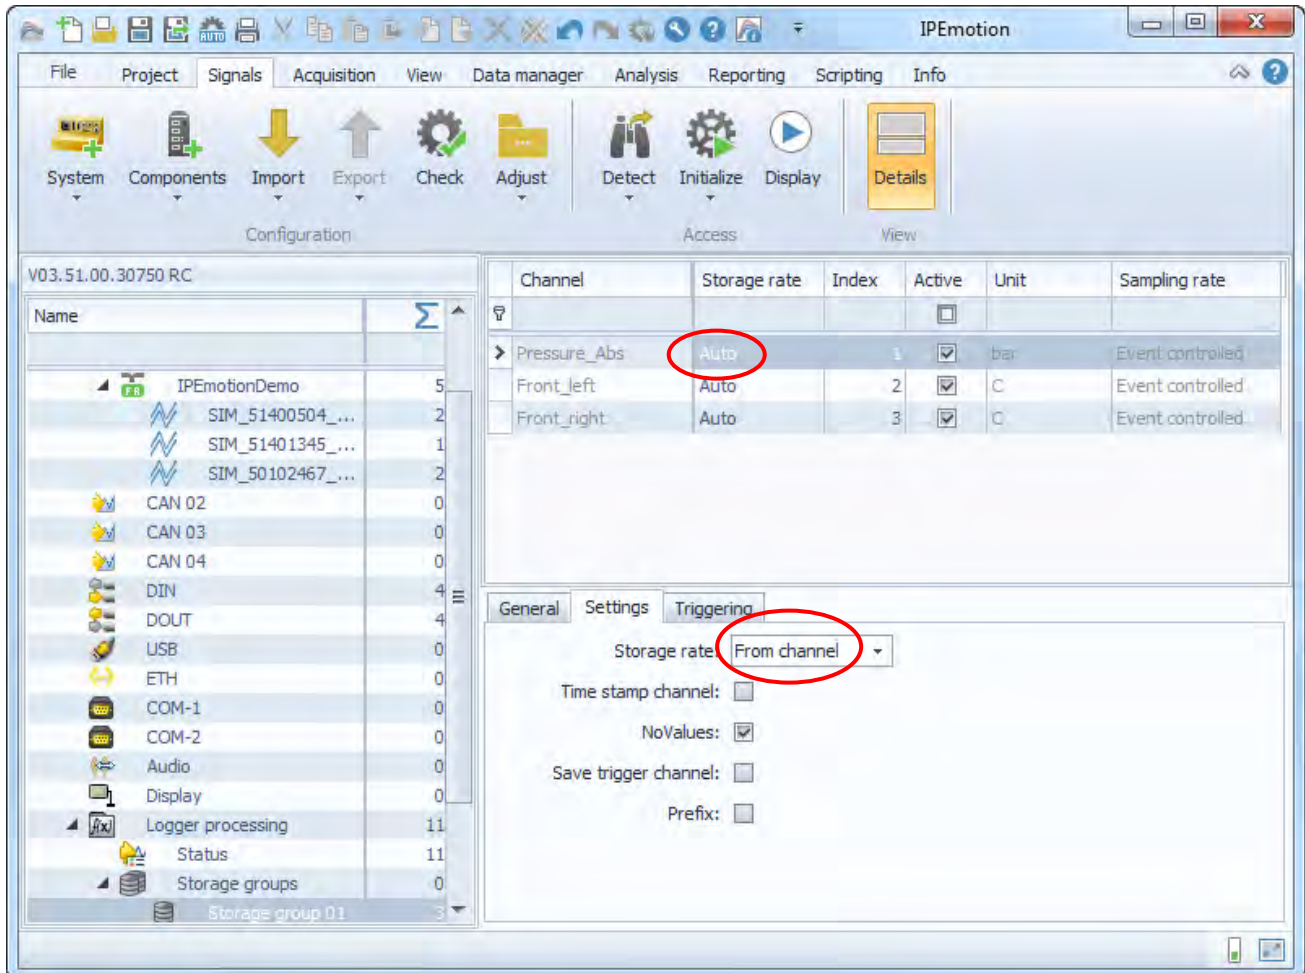 IPEmotion
File Project Signals Acquisition View Data manager Analysis Reporting Scripting Info
System Components Import Export Check Adjust Detect Initialize Display Details
Configuration Access View
V03.51.00.30750 RC
Name
IPEmotionDemo 5
SIM_51400504_... 2
SIM_51401345_... 1
SIM_50102467_... 2
CAN 02 0
CAN 03 0
CAN 04 0
DIN 4
DOUT 4
USB 0
ETH 0
COM-1 0
COM-2 0
Audio 0
Display 0
Logger processing 11
Status 11
Storage groups 0
Storage group 01 3
Channel Storage rate Index Active Unit Sampling rate
Pressure_Abs Auto 1 bar Event controlled
Front_left Auto 2 C Event controlled
Front_right Auto 3 C Event controlled
General Settings Triggering
Storage rate: From channel
Time stamp channel:
NoValues:
Save trigger channel:
Prefix: